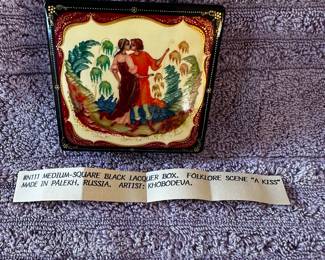 #N111 MEDIUM-SQUARE BLACK LACQUER BOX. FOLKLORE SCENE "A KISS"
MADE IN PALEKH, RUSSIA. ARTIST: KHOBODEVA.